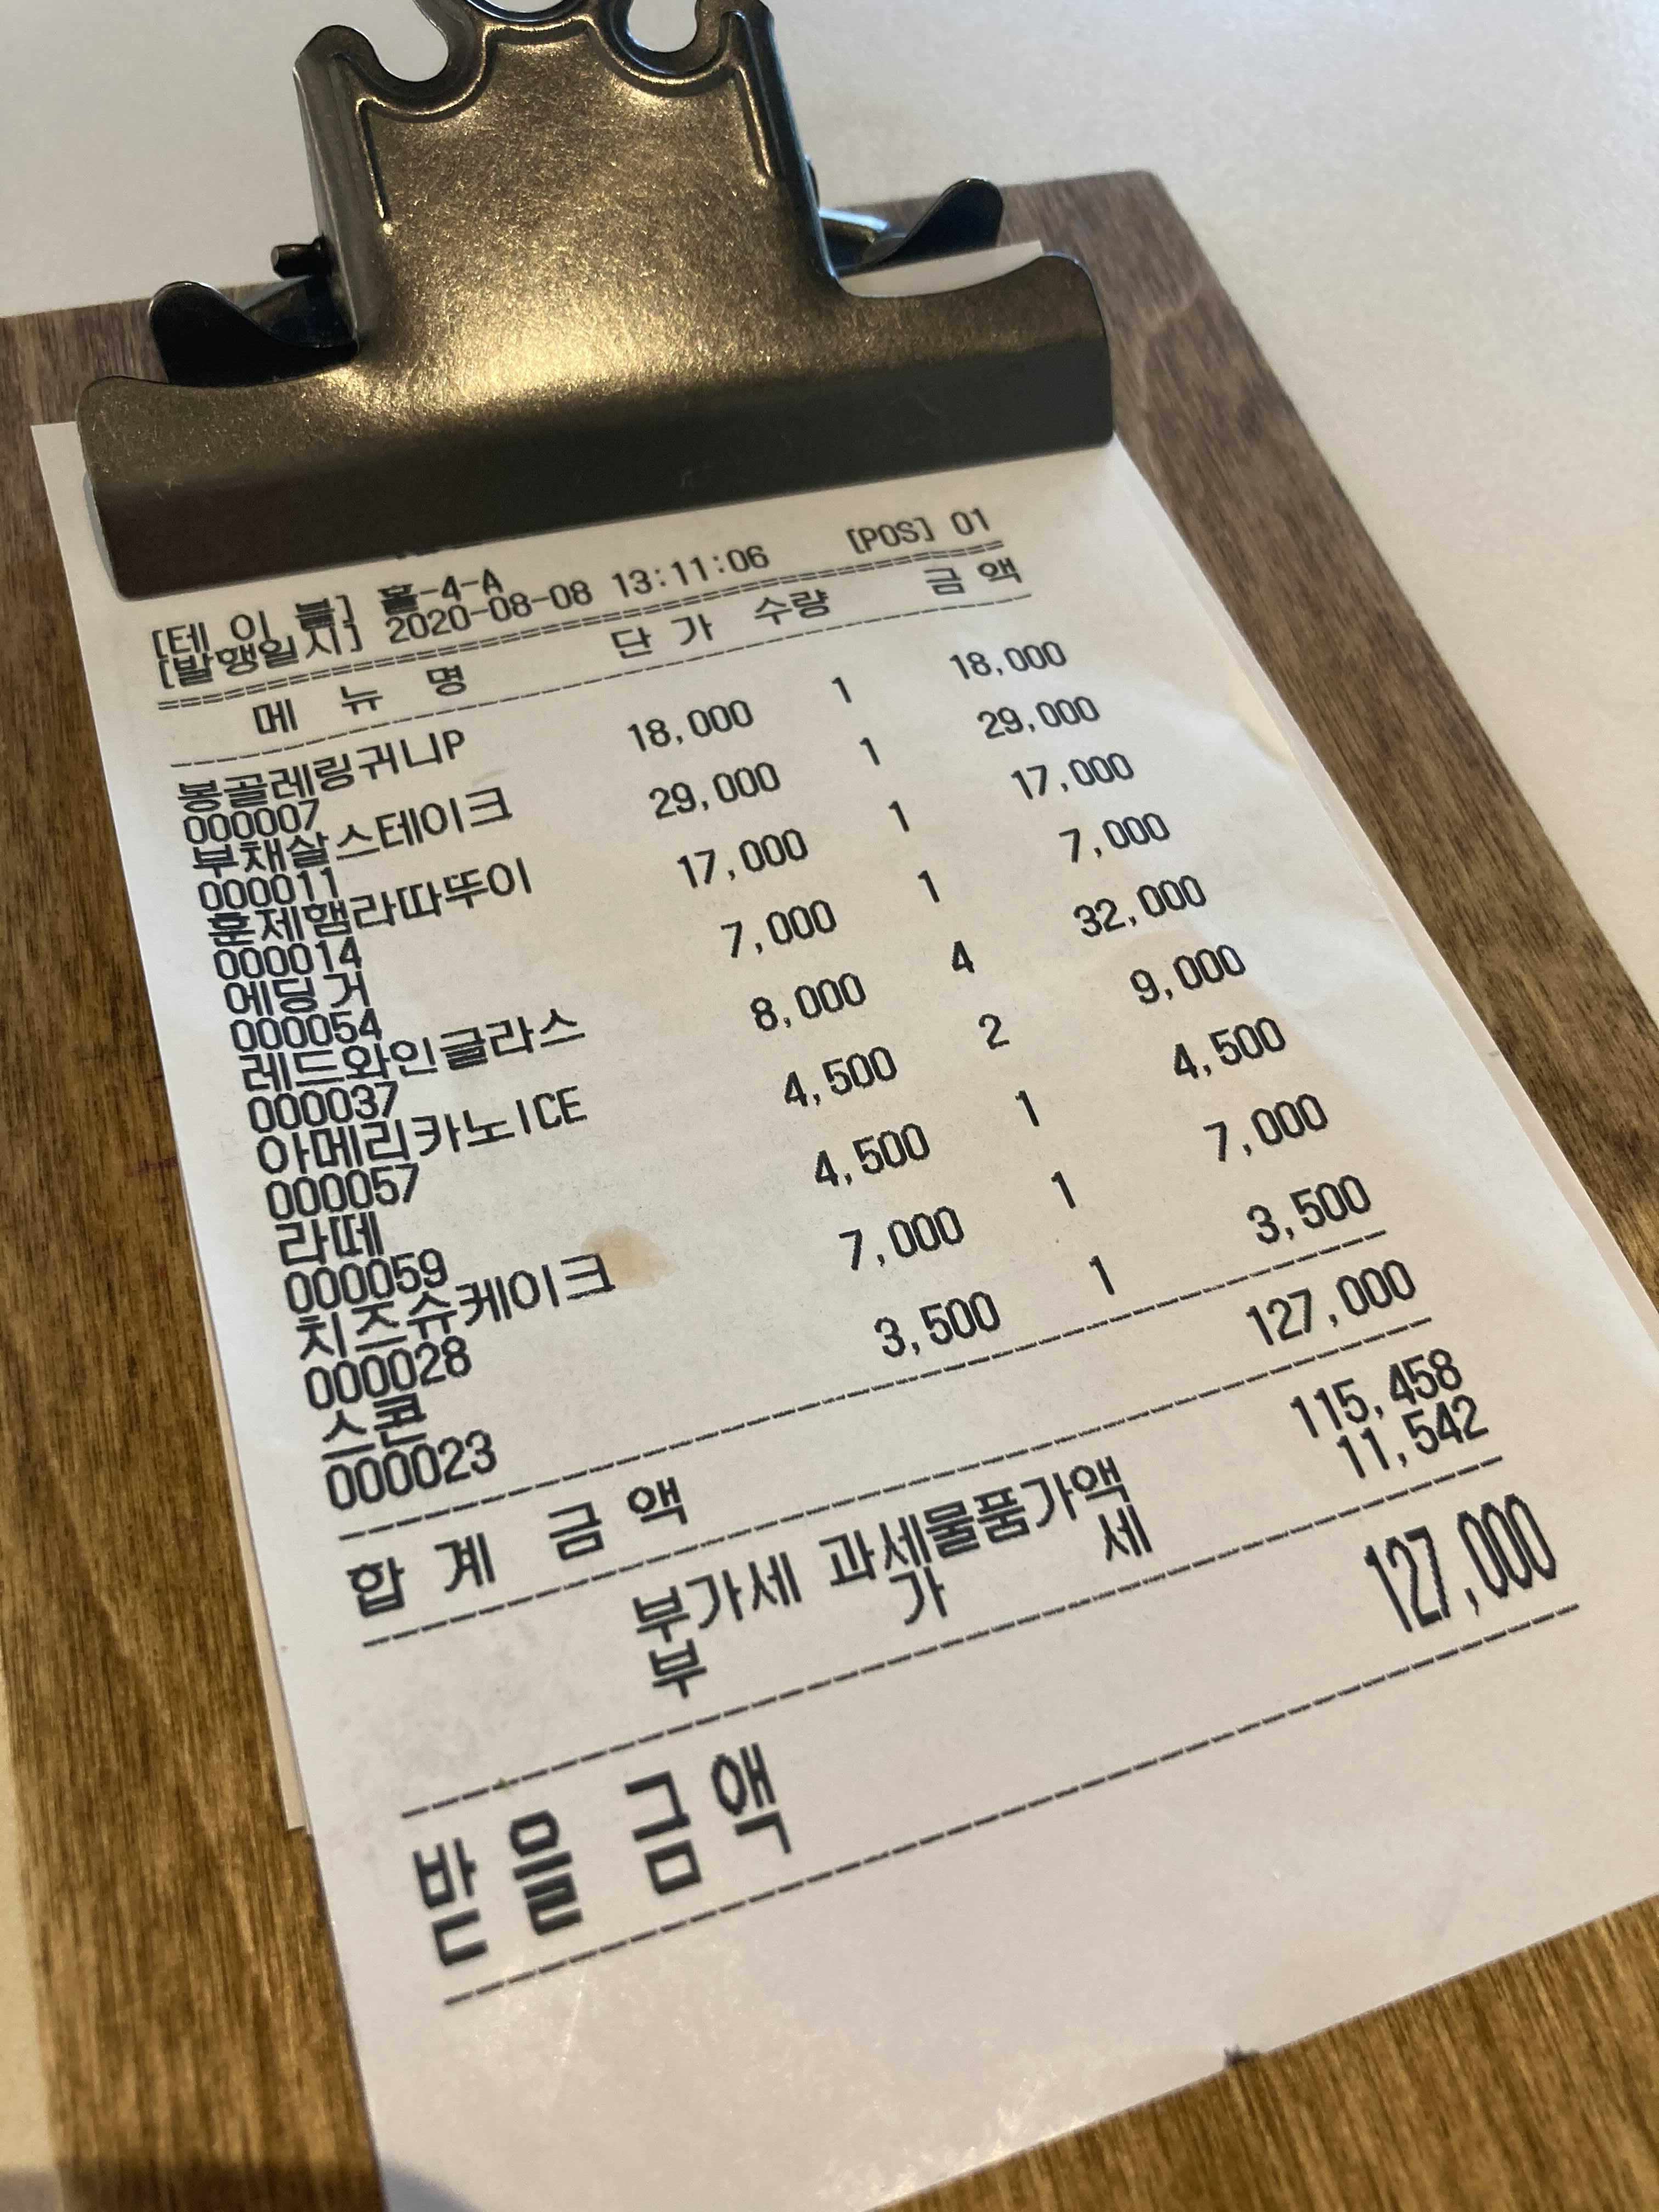 [테 이 블] 홀-4-A
[발행일시] 2020-08-08 13:11:06 [POS] 01
================================================
메 뉴 명 단 가 수량 금 액
------------------------------------------------
봉골레링귀니P 18,000 1 18,000
000007
부채살스테이크 29,000 1 29,000
000011
훈제햄라따뚜이 17,000 1 17,000
000014
에딩거 7,000 1 7,000
000054
레드와인글라스 8,000 4 32,000
000037
아메리카노ICE 4,500 2 9,000
000057
라떼 4,500 1 4,500
000059
치즈슈케이크 7,000 1 7,000
000028
스콘 3,500 1 3,500
000023
------------------------------------------------
합 계 금 액 127,000
------------------------------------------------
부가세 과세물품가액 115,458
부 가 세 11,542
------------------------------------------------
받을금액 127,000
------------------------------------------------